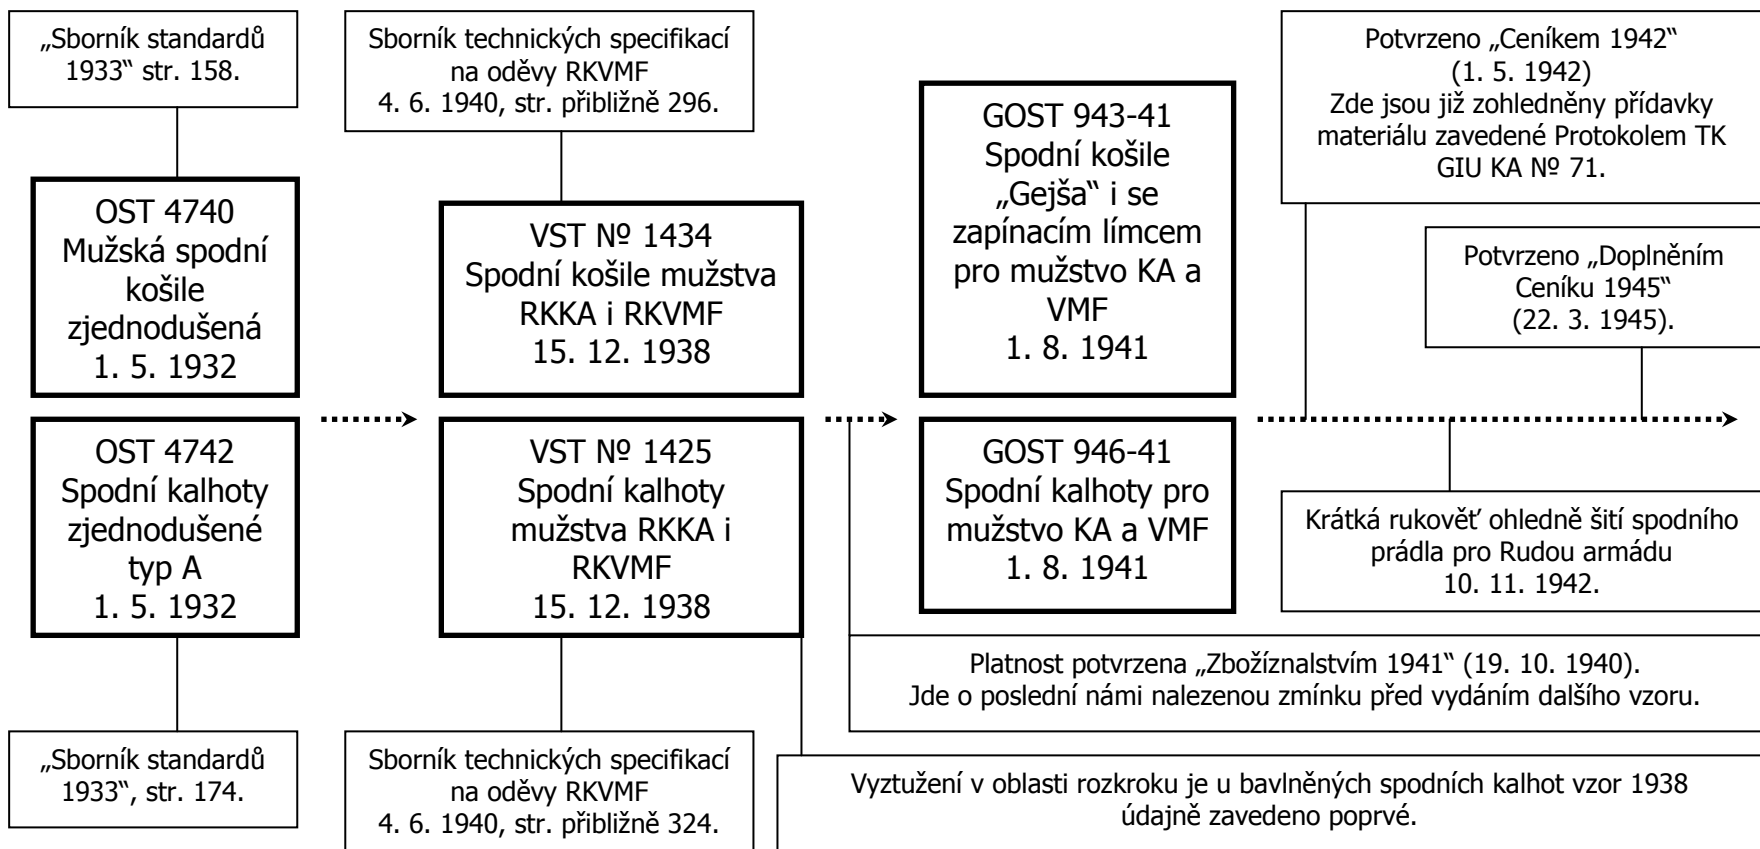 „Sborník standardů
1933“ str. 158.
Sborník technických specifikací
na oděvy RKVMF
4. 6. 1940, str. přibližně 296.
Potvrzeno „Ceníkem 1942“
(1. 5. 1942)
Zde jsou již zohledněny přídavky
materiálu zavedené Protokolem TK
GIU KA № 71.
OST 4740
Mužská spodní
košile
zjednodušená
1. 5. 1932
VST № 1434
Spodní košile mužstva
RKKA i RKVMF
15. 12. 1938
GOST 943-41
Spodní košile
„Gejša“ i se
zapínacím límcem
pro mužstvo KA a
VMF
1. 8. 1941
Potvrzeno „Doplněním
Ceníku 1945“
(22. 3. 1945).
OST 4742
Spodní kalhoty
zjednodušené
typ A
1. 5. 1932
VST № 1425
Spodní kalhoty
mužstva RKKA i
RKVMF
15. 12. 1938
GOST 946-41
Spodní kalhoty pro
mužstvo KA a VMF
1. 8. 1941
Krátká rukověť ohledně šití spodního
prádla pro Rudou armádu
10. 11. 1942.
Platnost potvrzena „Zbožíznalstvím 1941“ (19. 10. 1940).
Jde o poslední námi nalezenou zmínku před vydáním dalšího vzoru.
„Sborník standardů
1933“, str. 174.
Sborník technických specifikací
na oděvy RKVMF
4. 6. 1940, str. přibližně 324.
Vyztužení v oblasti rozkroku je u bavlněných spodních kalhot vzor 1938
údajně zavedeno poprvé.